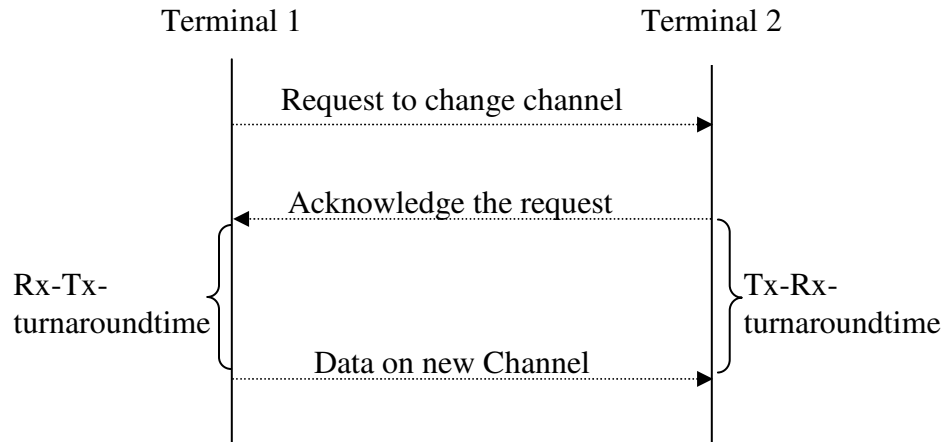 Terminal 1
Terminal 2
Request to change channel
Acknowledge the request
Rx-Tx-
turnaroundtime
Tx-Rx-
turnaroundtime
Data on new Channel